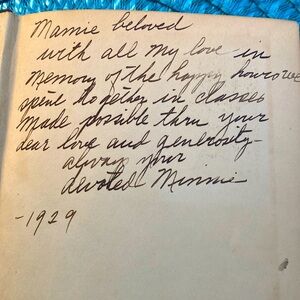 Mamie beloved
with all my love in
memory of the happy hours we
spent together in classes
made possible thru your
dear love and generosity-
always your
devoted Minnie
-1929